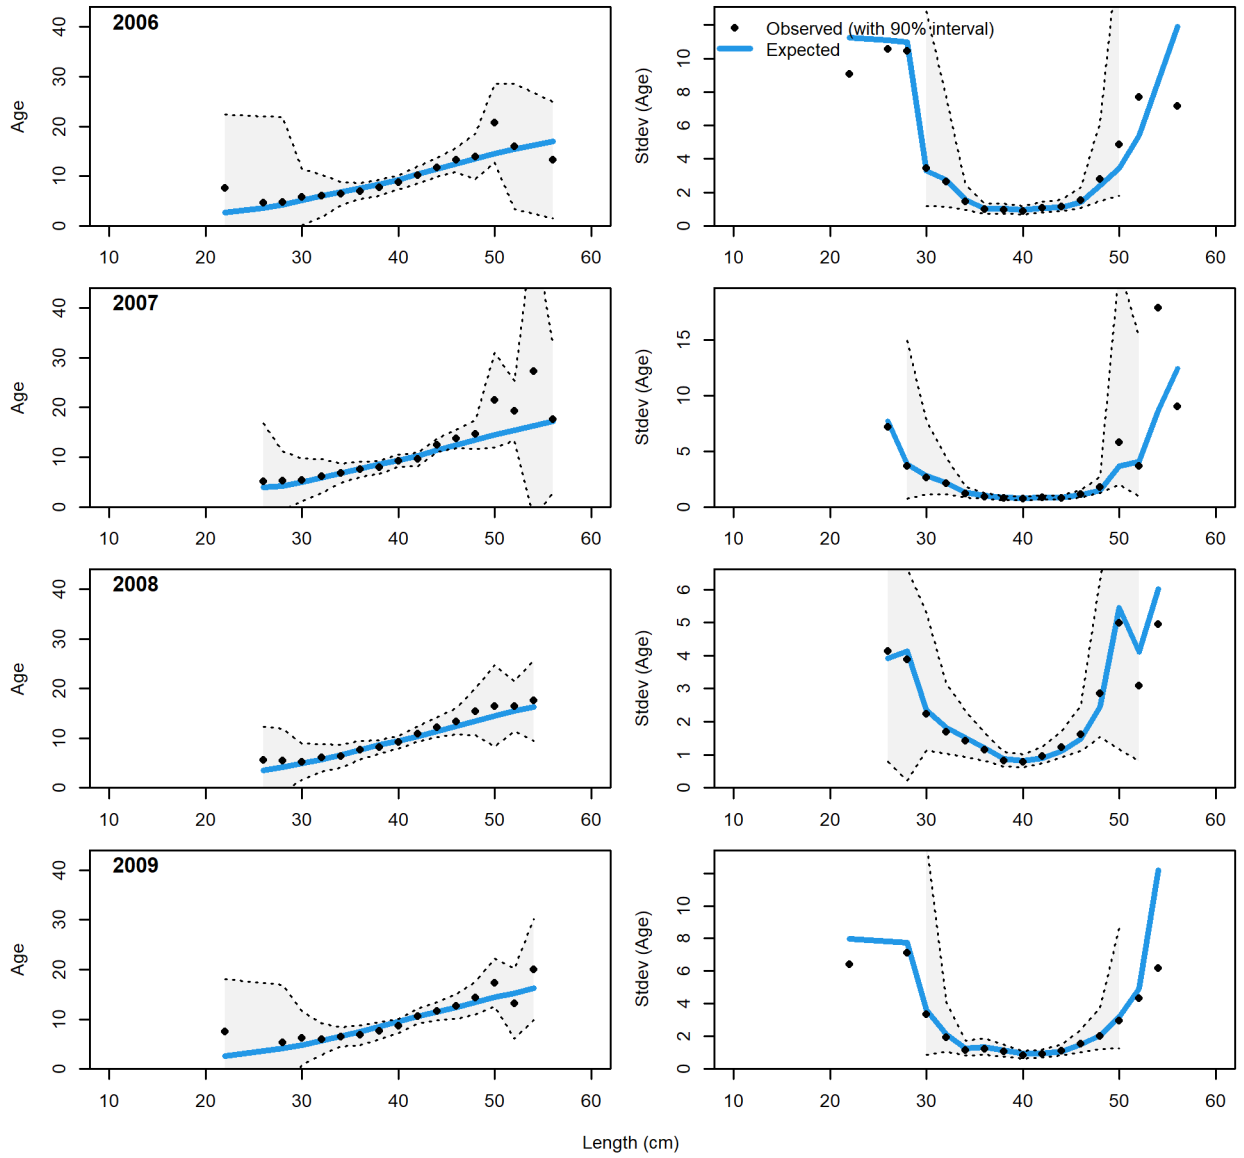 2006
Age
0 10 20 30 40
10 20 30 40 50 60
Observed (with 90% interval)
Expected
Stdev (Age)
0 2 4 6 8 10
10 20 30 40 50 60
2007
Age
0 10 20 30 40
10 20 30 40 50 60
Stdev (Age)
0 5 10 15
10 20 30 40 50 60
2008
Age
0 10 20 30 40
10 20 30 40 50 60
Stdev (Age)
0 1 2 3 4 5 6
10 20 30 40 50 60
2009
Age
0 10 20 30 40
10 20 30 40 50 60
Stdev (Age)
0 2 4 6 8 10
10 20 30 40 50 60
Length (cm)